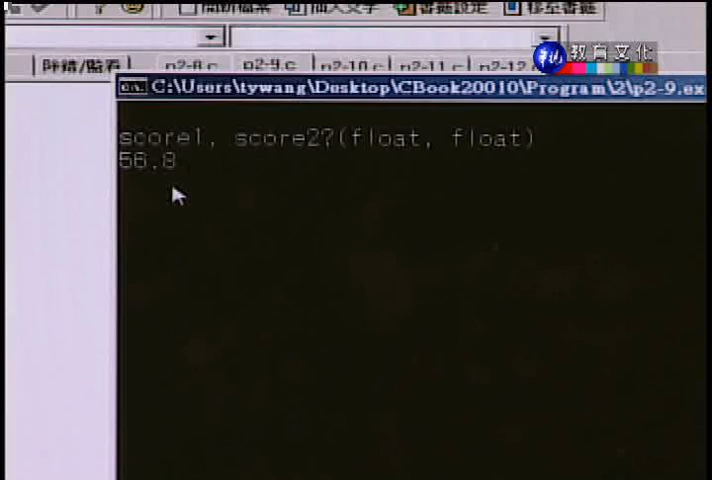 開新檔案 插入文字 書籤設定 移至書籤
教育文化
除錯/監看 p2-8.c p2-9.c p2-10.c p2-11.c p2-12.
C:\Users\tywang\Desktop\CBook20010\Program\2\p2-9.ex
score1, score2?(float, float)
56.8